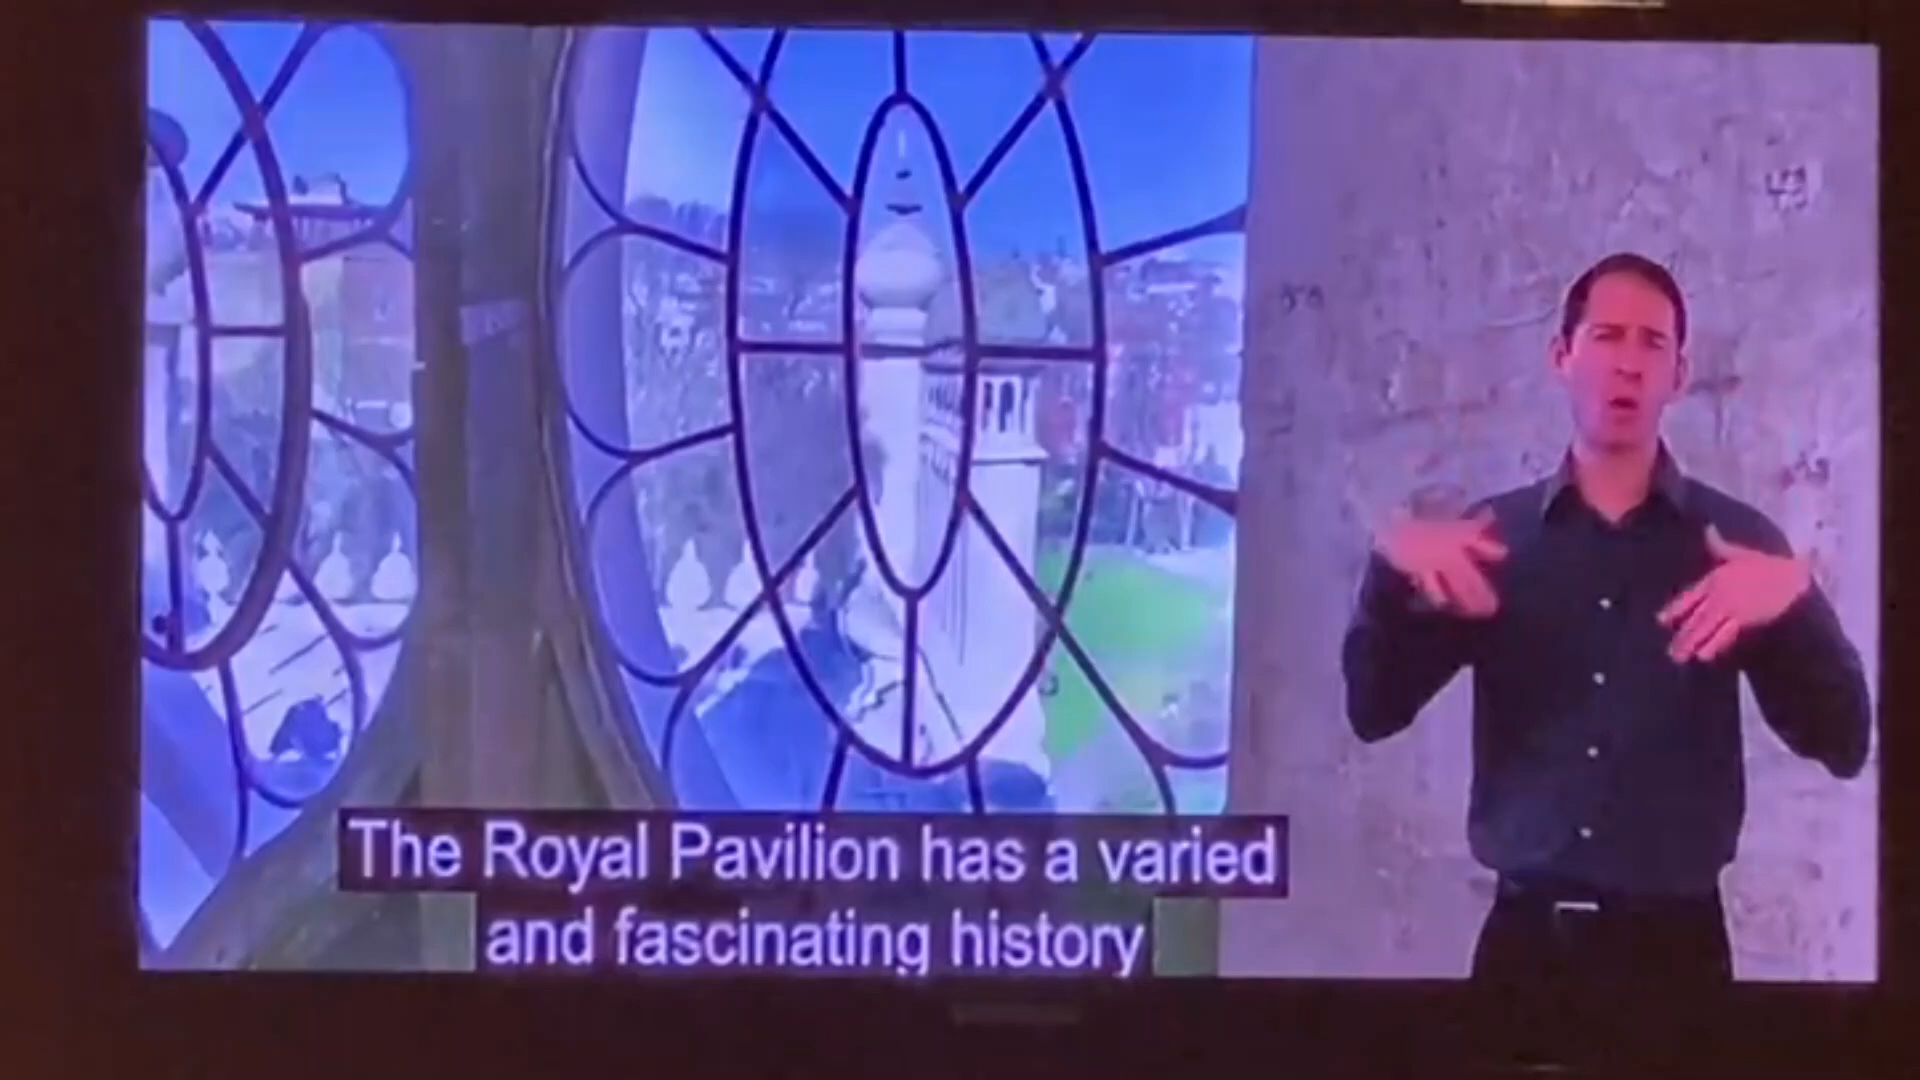 The Royal Pavilion has a varied
and fascinating history